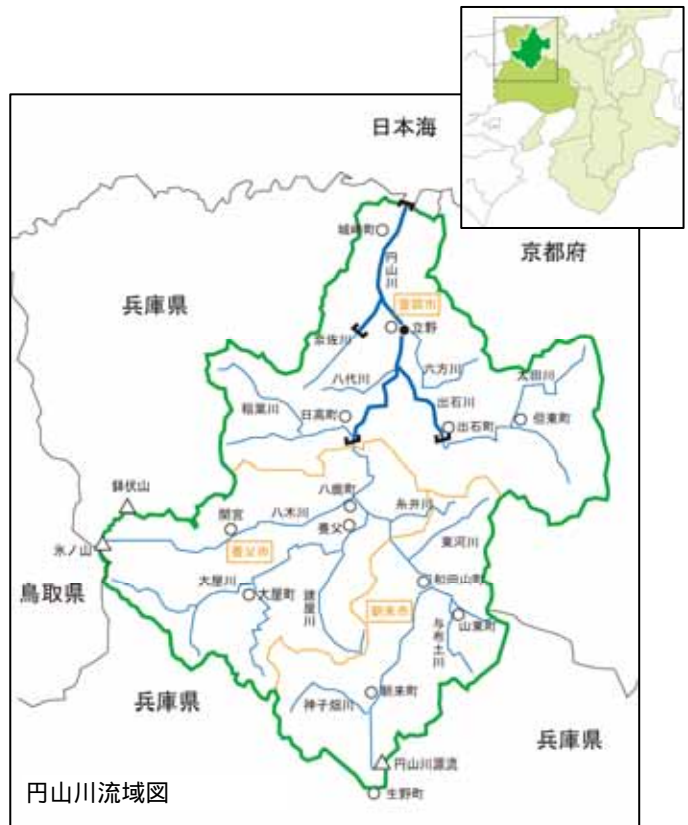 日本海
京都府
城崎町
円山川
兵庫県
豊岡市
立野
奈佐川
六方川
八代川
太田川
稲葉川
日高町
出石川
出石町
但東町
鉢伏山
八鹿町
糸井川
関宮
八木川
養父
氷ノ山
養父市
東河川
鳥取県
大屋川
大屋町
建屋川
和田山町
朝来市
山東町
与布土川
兵庫県
神子畑川
朝来町
兵庫県
円山川源流
円山川流域図
生野町